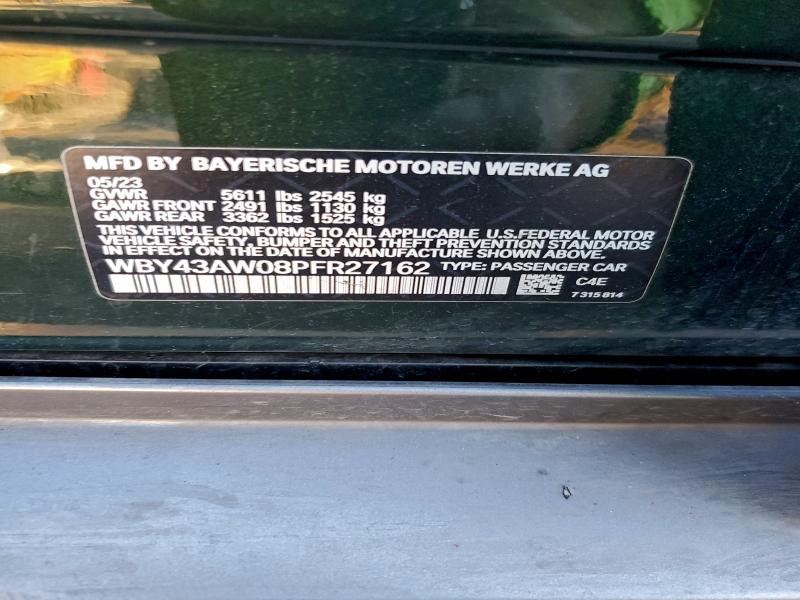 MFD BY BAYERISCHE MOTOREN WERKE AG
05/23
GVWR 5611 lbs 2545 kg
GAWR FRONT 2491 lbs 1130 kg
GAWR REAR 3362 lbs 1525 kg
THIS VEHICLE CONFORMS TO ALL APPLICABLE U.S.FEDERAL MOTOR
VEHICLE SAFETY, BUMPER AND THEFT PREVENTION STANDARDS
IN EFFECT ON THE DATE OF MANUFACTURE SHOWN ABOVE.
WBY43AW08PFR27162 TYPE: PASSENGER CAR
C4E
7 315 814